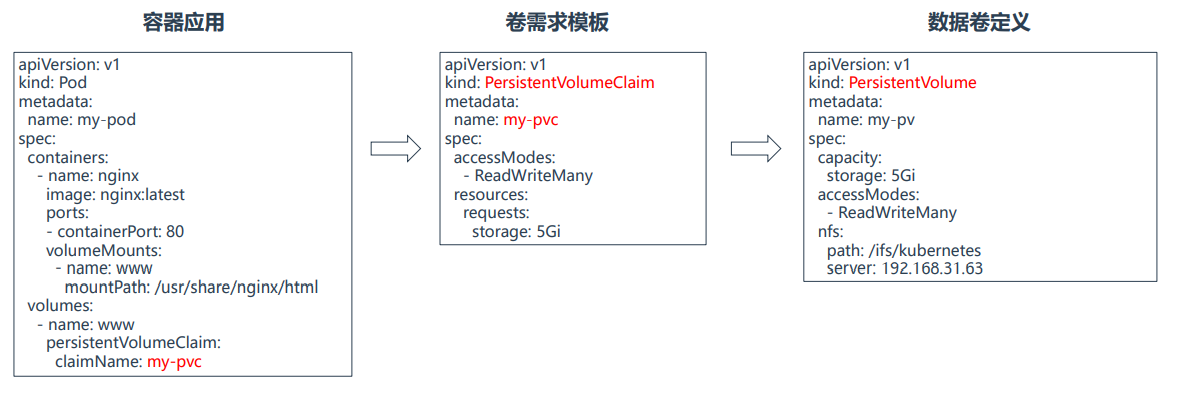 容器应用
apiVersion: v1
kind: Pod
metadata:
  name: my-pod
spec:
  containers:
    - name: nginx
      image: nginx:latest
      ports:
      - containerPort: 80
      volumeMounts:
        - name: www
          mountPath: /usr/share/nginx/html
  volumes:
    - name: www
      persistentVolumeClaim:
        claimName: my-pvc
卷需求模板
apiVersion: v1
kind: PersistentVolumeClaim
metadata:
  name: my-pvc
spec:
  accessModes:
    - ReadWriteMany
  resources:
    requests:
      storage: 5Gi
数据卷定义
apiVersion: v1
kind: PersistentVolume
metadata:
  name: my-pv
spec:
  capacity:
    storage: 5Gi
  accessModes:
    - ReadWriteMany
  nfs:
    path: /ifs/kubernetes
    server: 192.168.31.63